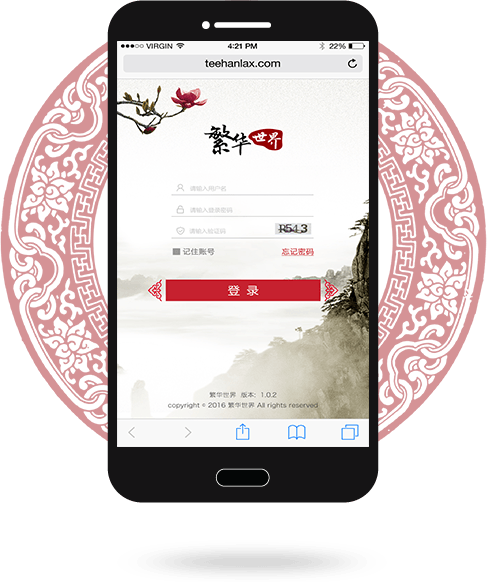 VIRGIN 4:21 PM 22%
teehanlax.com
繁华世界
请输入用户名
请输入登录密码
请输入验证码 R543
记住账号 忘记密码
登 录
繁华世界 版本: 1.0.2
copyright © 2016 繁华世界 All rights reserved